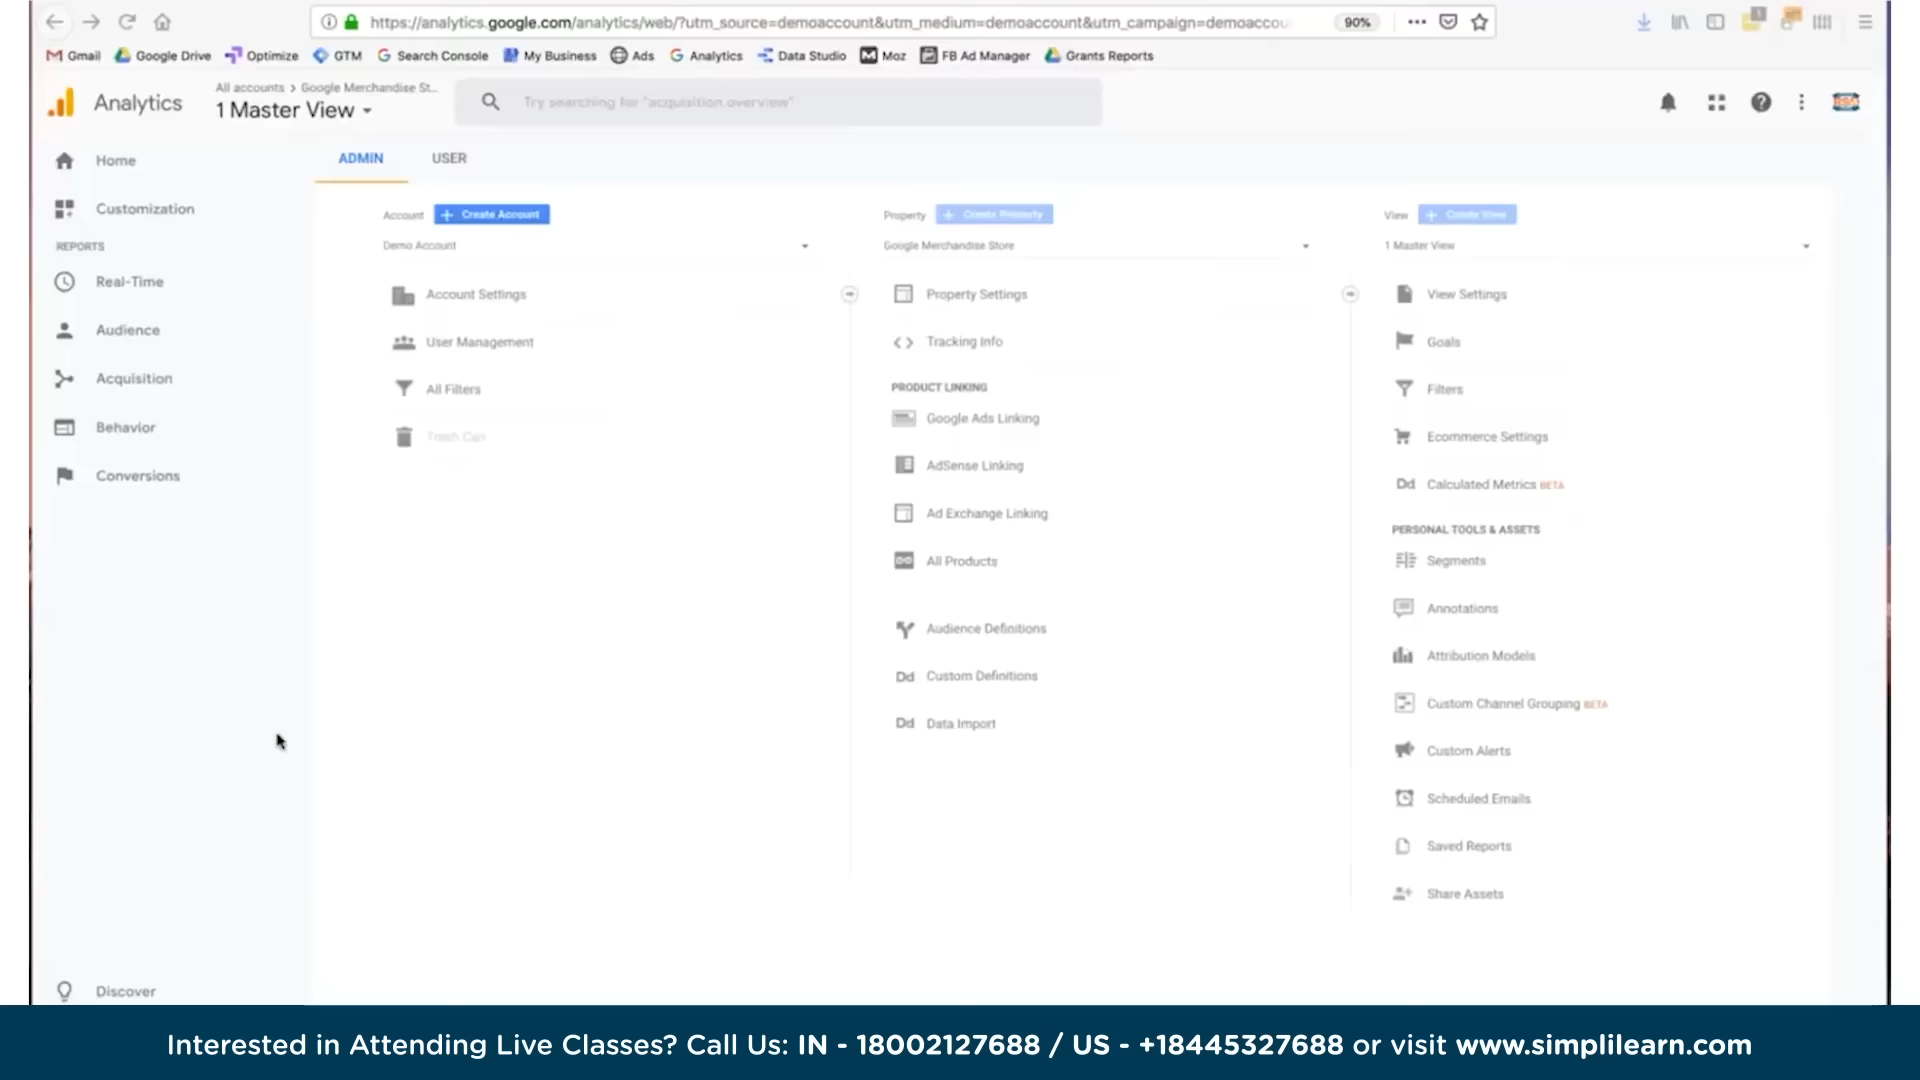 https://analytics.google.com/analytics/web/?utm_source=demoaccount&utm_medium=demoaccount&utm_campaign=demoaccou
90%
Gmail Google Drive Optimize GTM Search Console My Business Ads Analytics Data Studio Moz FB Ad Manager Grants Reports
Analytics
All accounts > Google Merchandise St...
1 Master View
Try searching for "acquisition overview"
Home
Customization
REPORTS
Real-Time
Audience
Acquisition
Behavior
Conversions
Discover
ADMIN USER
Account + Create Account
Demo Account
Account Settings
User Management
All Filters
Trash Can
Property + Create Property
Google Merchandise Store
Property Settings
Tracking Info
PRODUCT LINKING
Google Ads Linking
AdSense Linking
Ad Exchange Linking
All Products
Audience Definitions
Dd Custom Definitions
Dd Data Import
View + Create View
1 Master View
View Settings
Goals
Filters
Ecommerce Settings
Dd Calculated Metrics BETA
PERSONAL TOOLS & ASSETS
Segments
Annotations
Attribution Models
Custom Channel Grouping BETA
Custom Alerts
Scheduled Emails
Saved Reports
Share Assets
Interested in Attending Live Classes? Call Us: IN - 18002127688 / US - +18445327688 or visit www.simplilearn.com